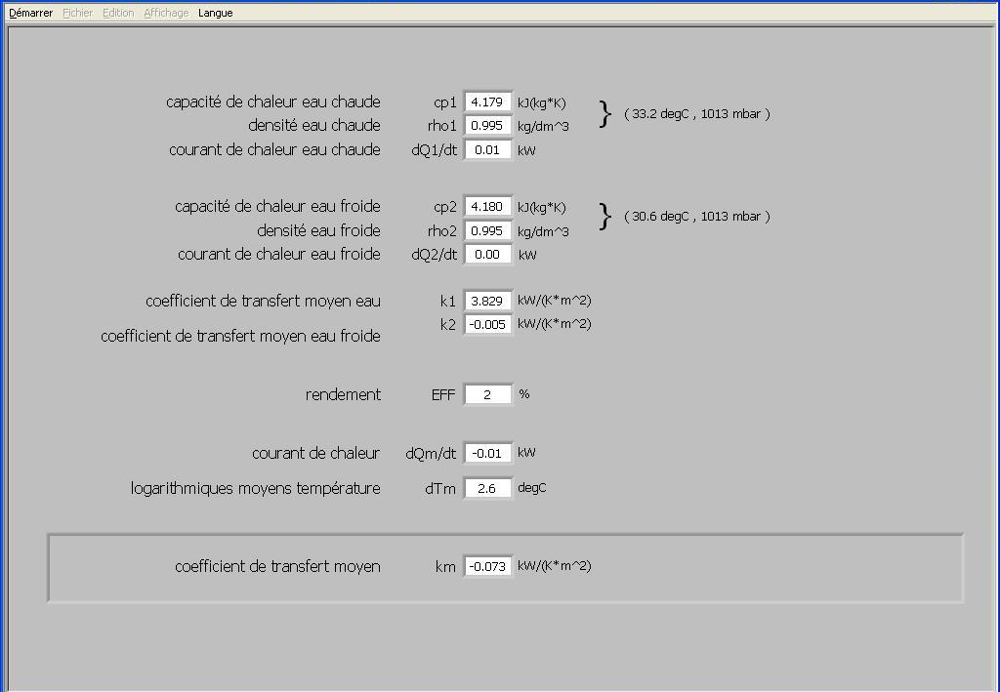 Démarrer Fichier Edition Affichage Langue
capacité de chaleur eau chaude cp1 4.179 kJ(kg*K)
} ( 33.2 degC , 1013 mbar )
densité eau chaude rho1 0.995 kg/dm^3
courant de chaleur eau chaude dQ1/dt 0.01 kW
capacité de chaleur eau froide cp2 4.180 kJ(kg*K)
} ( 30.6 degC , 1013 mbar )
densité eau froide rho2 0.995 kg/dm^3
courant de chaleur eau froide dQ2/dt 0.00 kW
coefficient de transfert moyen eau k1 3.829 kW/(K*m^2)
k2 -0.005 kW/(K*m^2)
coefficient de transfert moyen eau froide
rendement EFF 2 %
courant de chaleur dQm/dt -0.01 kW
logarithmiques moyens température dTm 2.6 degC
coefficient de transfert moyen km -0.073 kW/(K*m^2)